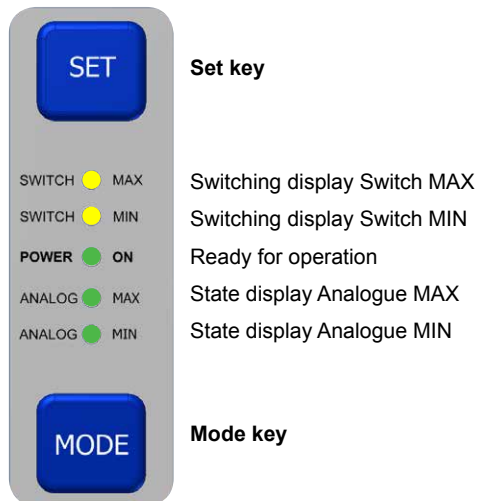 SET Set key
SWITCH MAX Switching display Switch MAX
SWITCH MIN Switching display Switch MIN
POWER ON Ready for operation
ANALOG MAX State display Analogue MAX
ANALOG MIN State display Analogue MIN
MODE Mode key